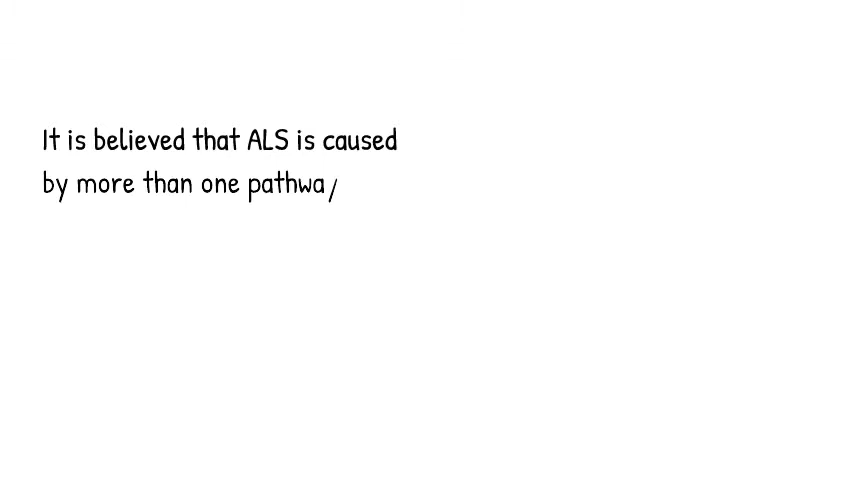 It is believed that ALS is caused
by more than one pathwa/